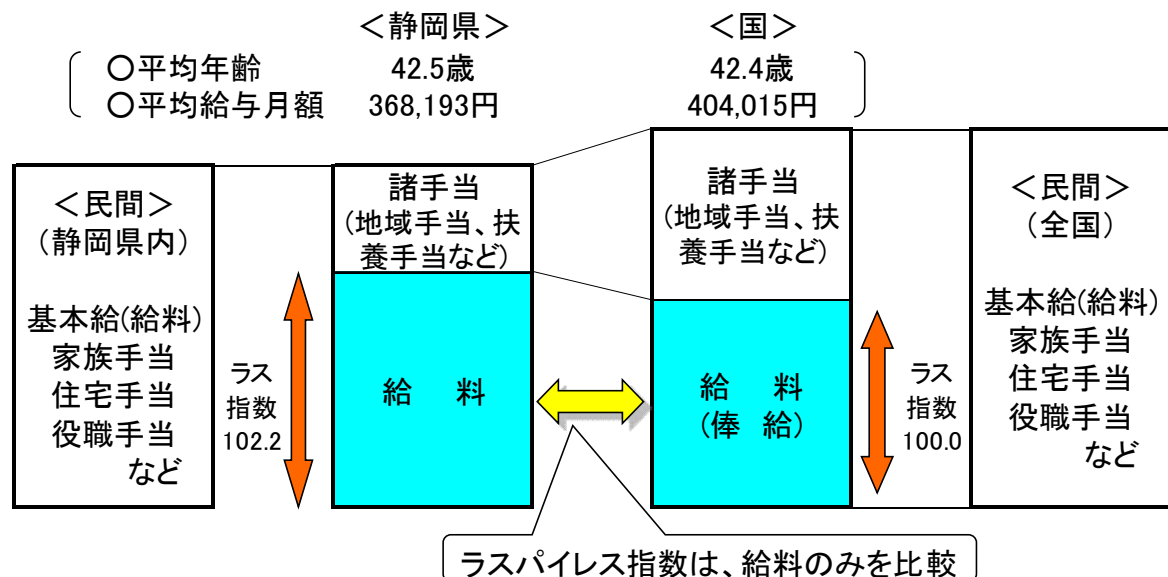 ＜静岡県＞ ＜国＞
○平均年齢 42.5歳 42.4歳
○平均給与月額 368,193円 404,015円
＜民間＞
（静岡県内）
基本給(給料)
家族手当
住宅手当
役職手当
など
ラス
指数
102.2
諸手当
(地域手当、扶
養手当など)
給　料
諸手当
(地域手当、扶
養手当など)
給　料
(俸　給)
ラス
指数
100.0
＜民間＞
（全国）
基本給(給料)
家族手当
住宅手当
役職手当
など
ラスパイレス指数は、給料のみを比較